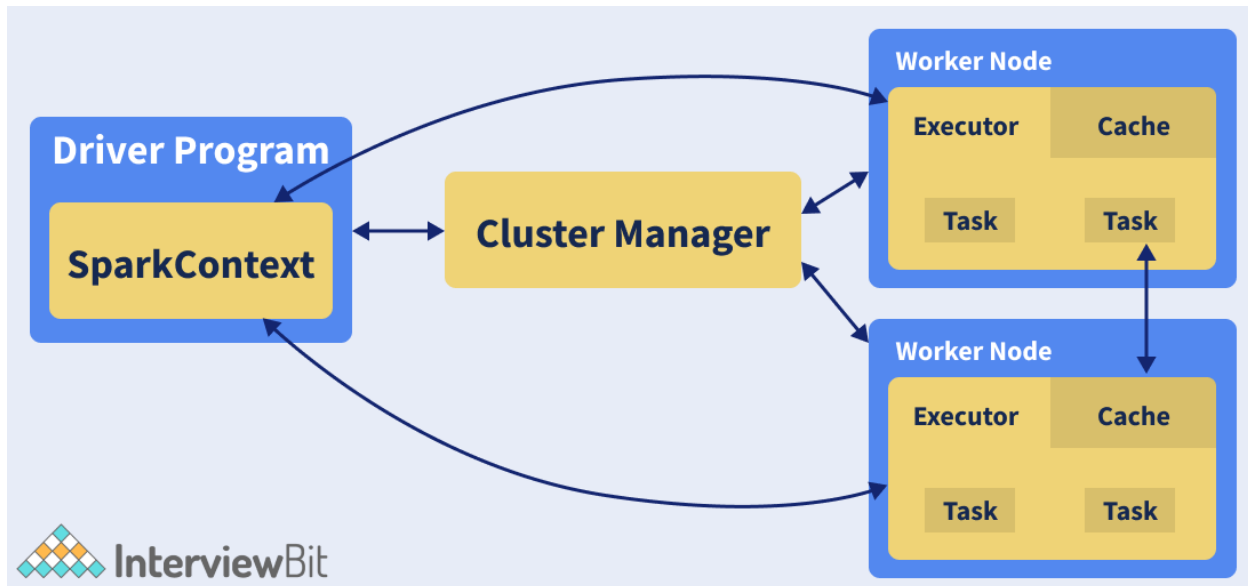 Driver Program
SparkContext
Cluster Manager
Worker Node
Executor
Cache
Task
Task
Worker Node
Executor
Cache
Task
Task
InterviewBit